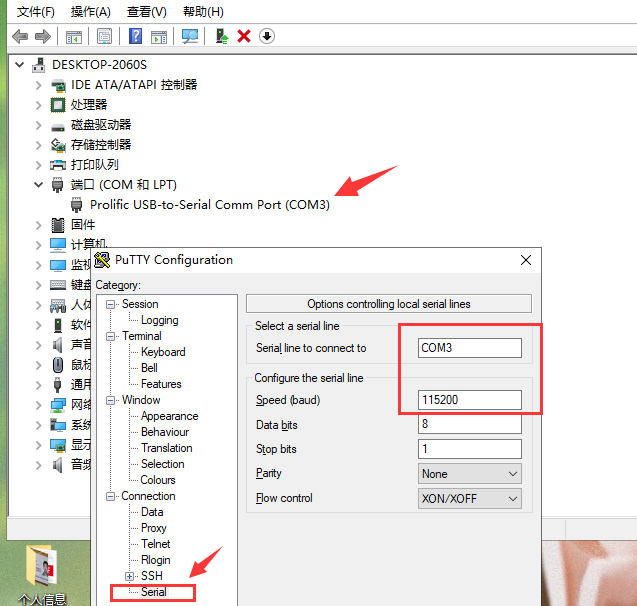 文件(F) 操作(A) 查看(V) 帮助(H)
DESKTOP-2060S
IDE ATA/ATAPI 控制器
处理器
磁盘驱动器
存储控制器
打印队列
端口 (COM 和 LPT)
Prolific USB-to-Serial Comm Port (COM3)
固件
计算机
监视
键盘
人体
软件
声音
鼠标
通用
网络
系统
显示
音频
PuTTY Configuration
Category:
Session
Logging
Terminal
Keyboard
Bell
Features
Window
Appearance
Behaviour
Translation
Selection
Colours
Connection
Data
Proxy
Telnet
Rlogin
SSH
Serial
Options controlling local serial lines
Select a serial line
Serial line to connect to COM3
Configure the serial line
Speed (baud) 115200
Data bits 8
Stop bits 1
Parity None
Flow control XON/XOFF
个人信息